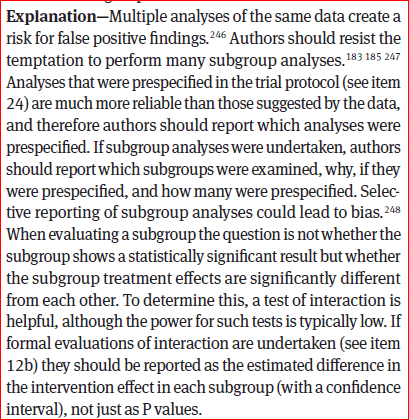 Explanation—Multiple analyses of the same data create a
risk for false positive findings.246 Authors should resist the
temptation to perform many subgroup analyses.183 185 247
Analyses that were prespecified in the trial protocol (see item
24) are much more reliable than those suggested by the data,
and therefore authors should report which analyses were
prespecified. If subgroup analyses were undertaken, authors
should report which subgroups were examined, why, if they
were prespecified, and how many were prespecified. Selec-
tive reporting of subgroup analyses could lead to bias.248
When evaluating a subgroup the question is not whether the
subgroup shows a statistically significant result but whether
the subgroup treatment effects are significantly different
from each other. To determine this, a test of interaction is
helpful, although the power for such tests is typically low. If
formal evaluations of interaction are undertaken (see item
12b) they should be reported as the estimated difference in
the intervention effect in each subgroup (with a confidence
interval), not just as P values.